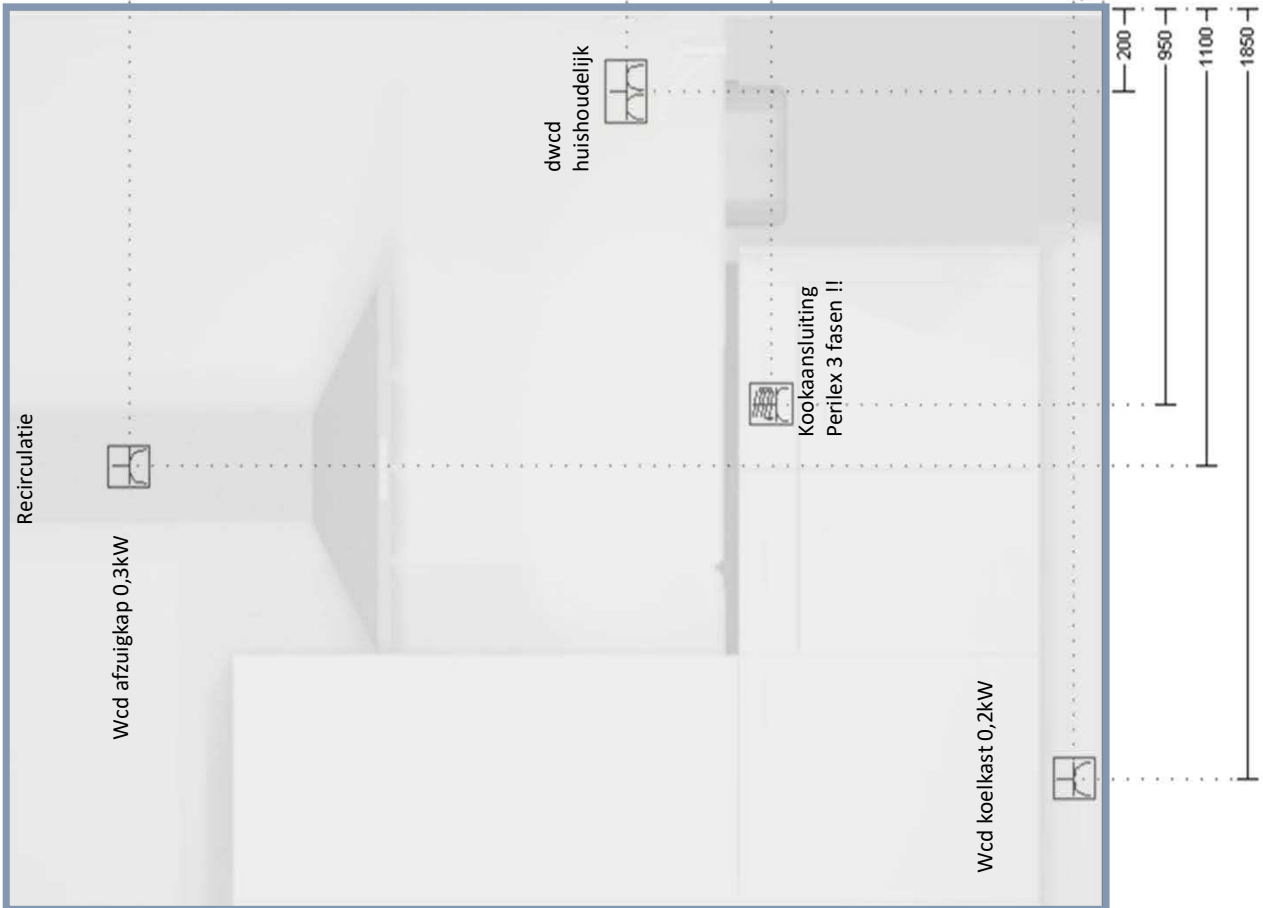 Recirculatie
Wcd afzuigkap 0,3kW
dwcd
huishoudelijk
Kookaansluiting
Perilex 3 fasen !!
Wcd koelkast 0,2kW
200
950
1100
1850